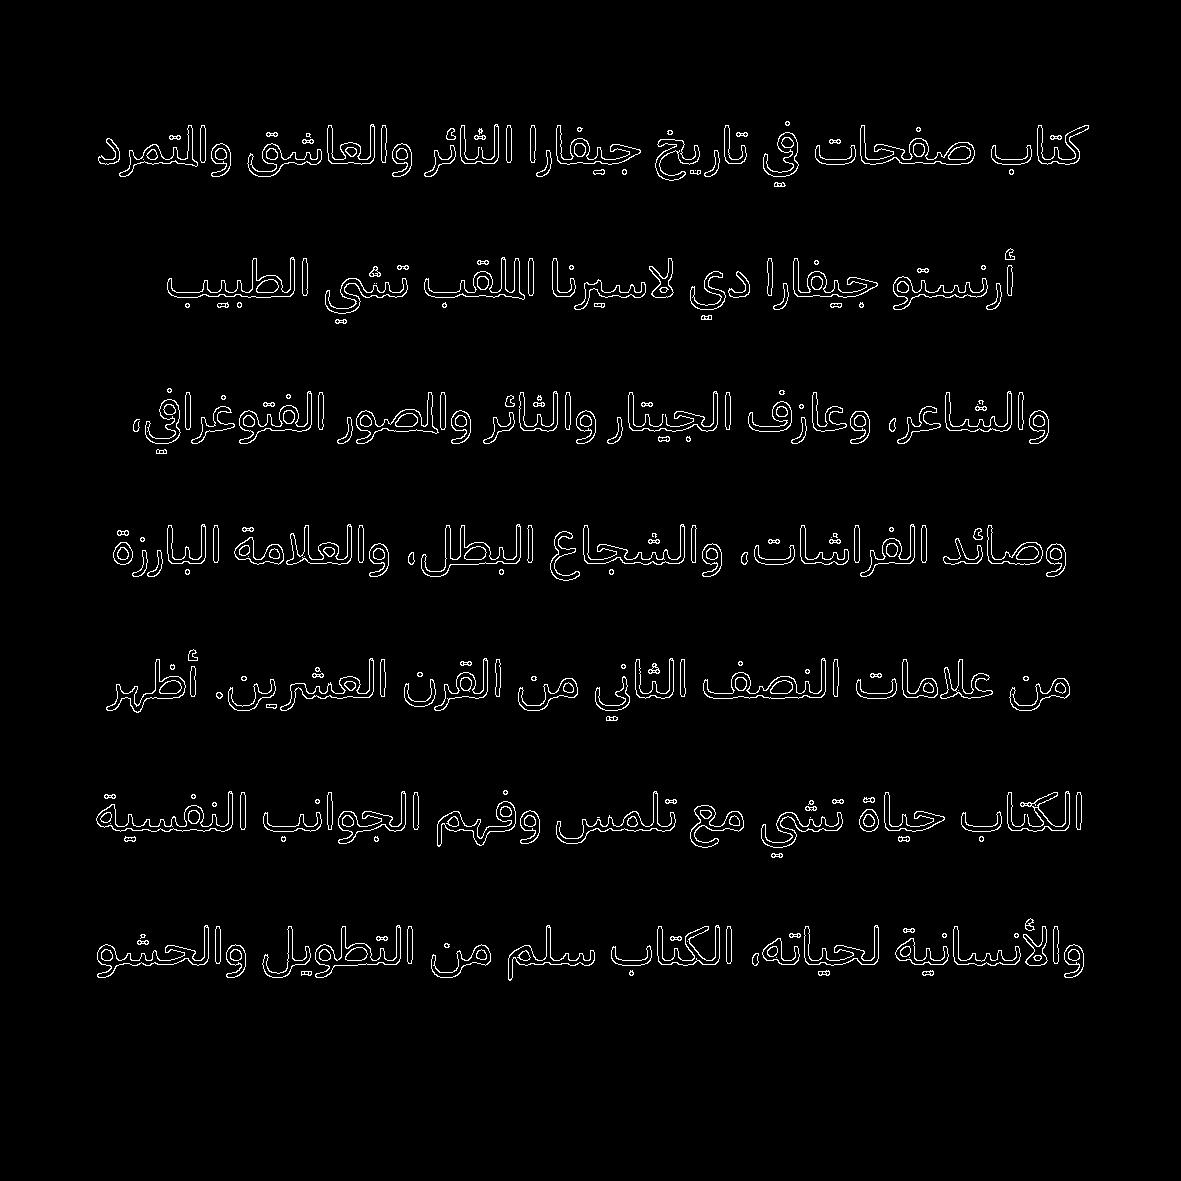 كتاب صفحات في تاريخ جيفارا الثائر والعاشق والمتمرد
أرنستو جيفارا دي لاسيرنا الملقب تشي الطبيب
والشاعر، وعازف الجيتار والثائر والمصور الفتوغرافي،
وصائد الفراشات، والشجاع البطل، والعلامة البارزة
من علامات النصف الثاني من القرن العشرين. أظهر
الكتاب حياة تشي مع تلمس وفهم الجوانب النفسية
والأنسانية لحياته، الكتاب سلم من التطويل والحشو